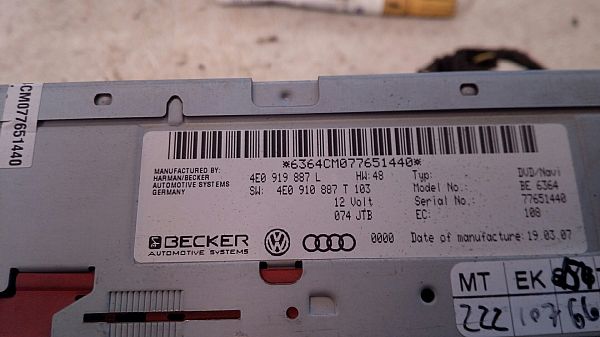 CM077651440
*6364CM077651440*
MANUFACTURED BY:
HARMAN/BECKER
AUTOMOTIVE SYSTEMS
GERMANY
4E0 919 887 L HW: 48
SW: 4E0 910 887 T 103
12 Volt
074 JTB
Typ: DVD/Navi
Model No.: BE 6364
Serial No.: 77651440
EC: 108
BECKER
AUTOMOTIVE SYSTEMS
0000 Date of manufacture: 19.03.07
MT EK
222 107 66